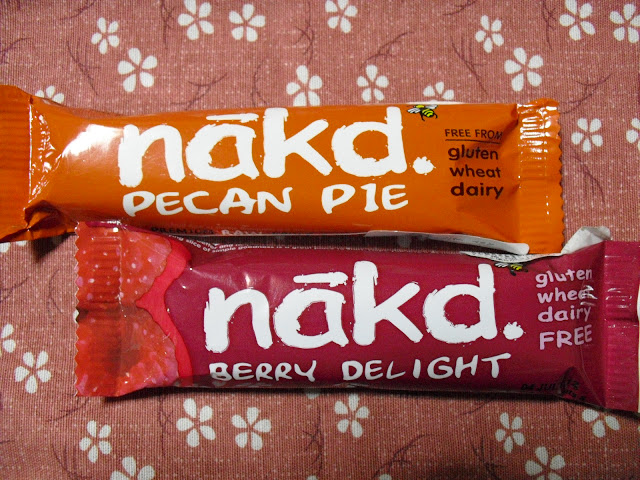 nākd.
PECAN PIE
FREE FROM
gluten
wheat
dairy
nākd.
BERRY DELIGHT
gluten
wheat
dairy
FREE